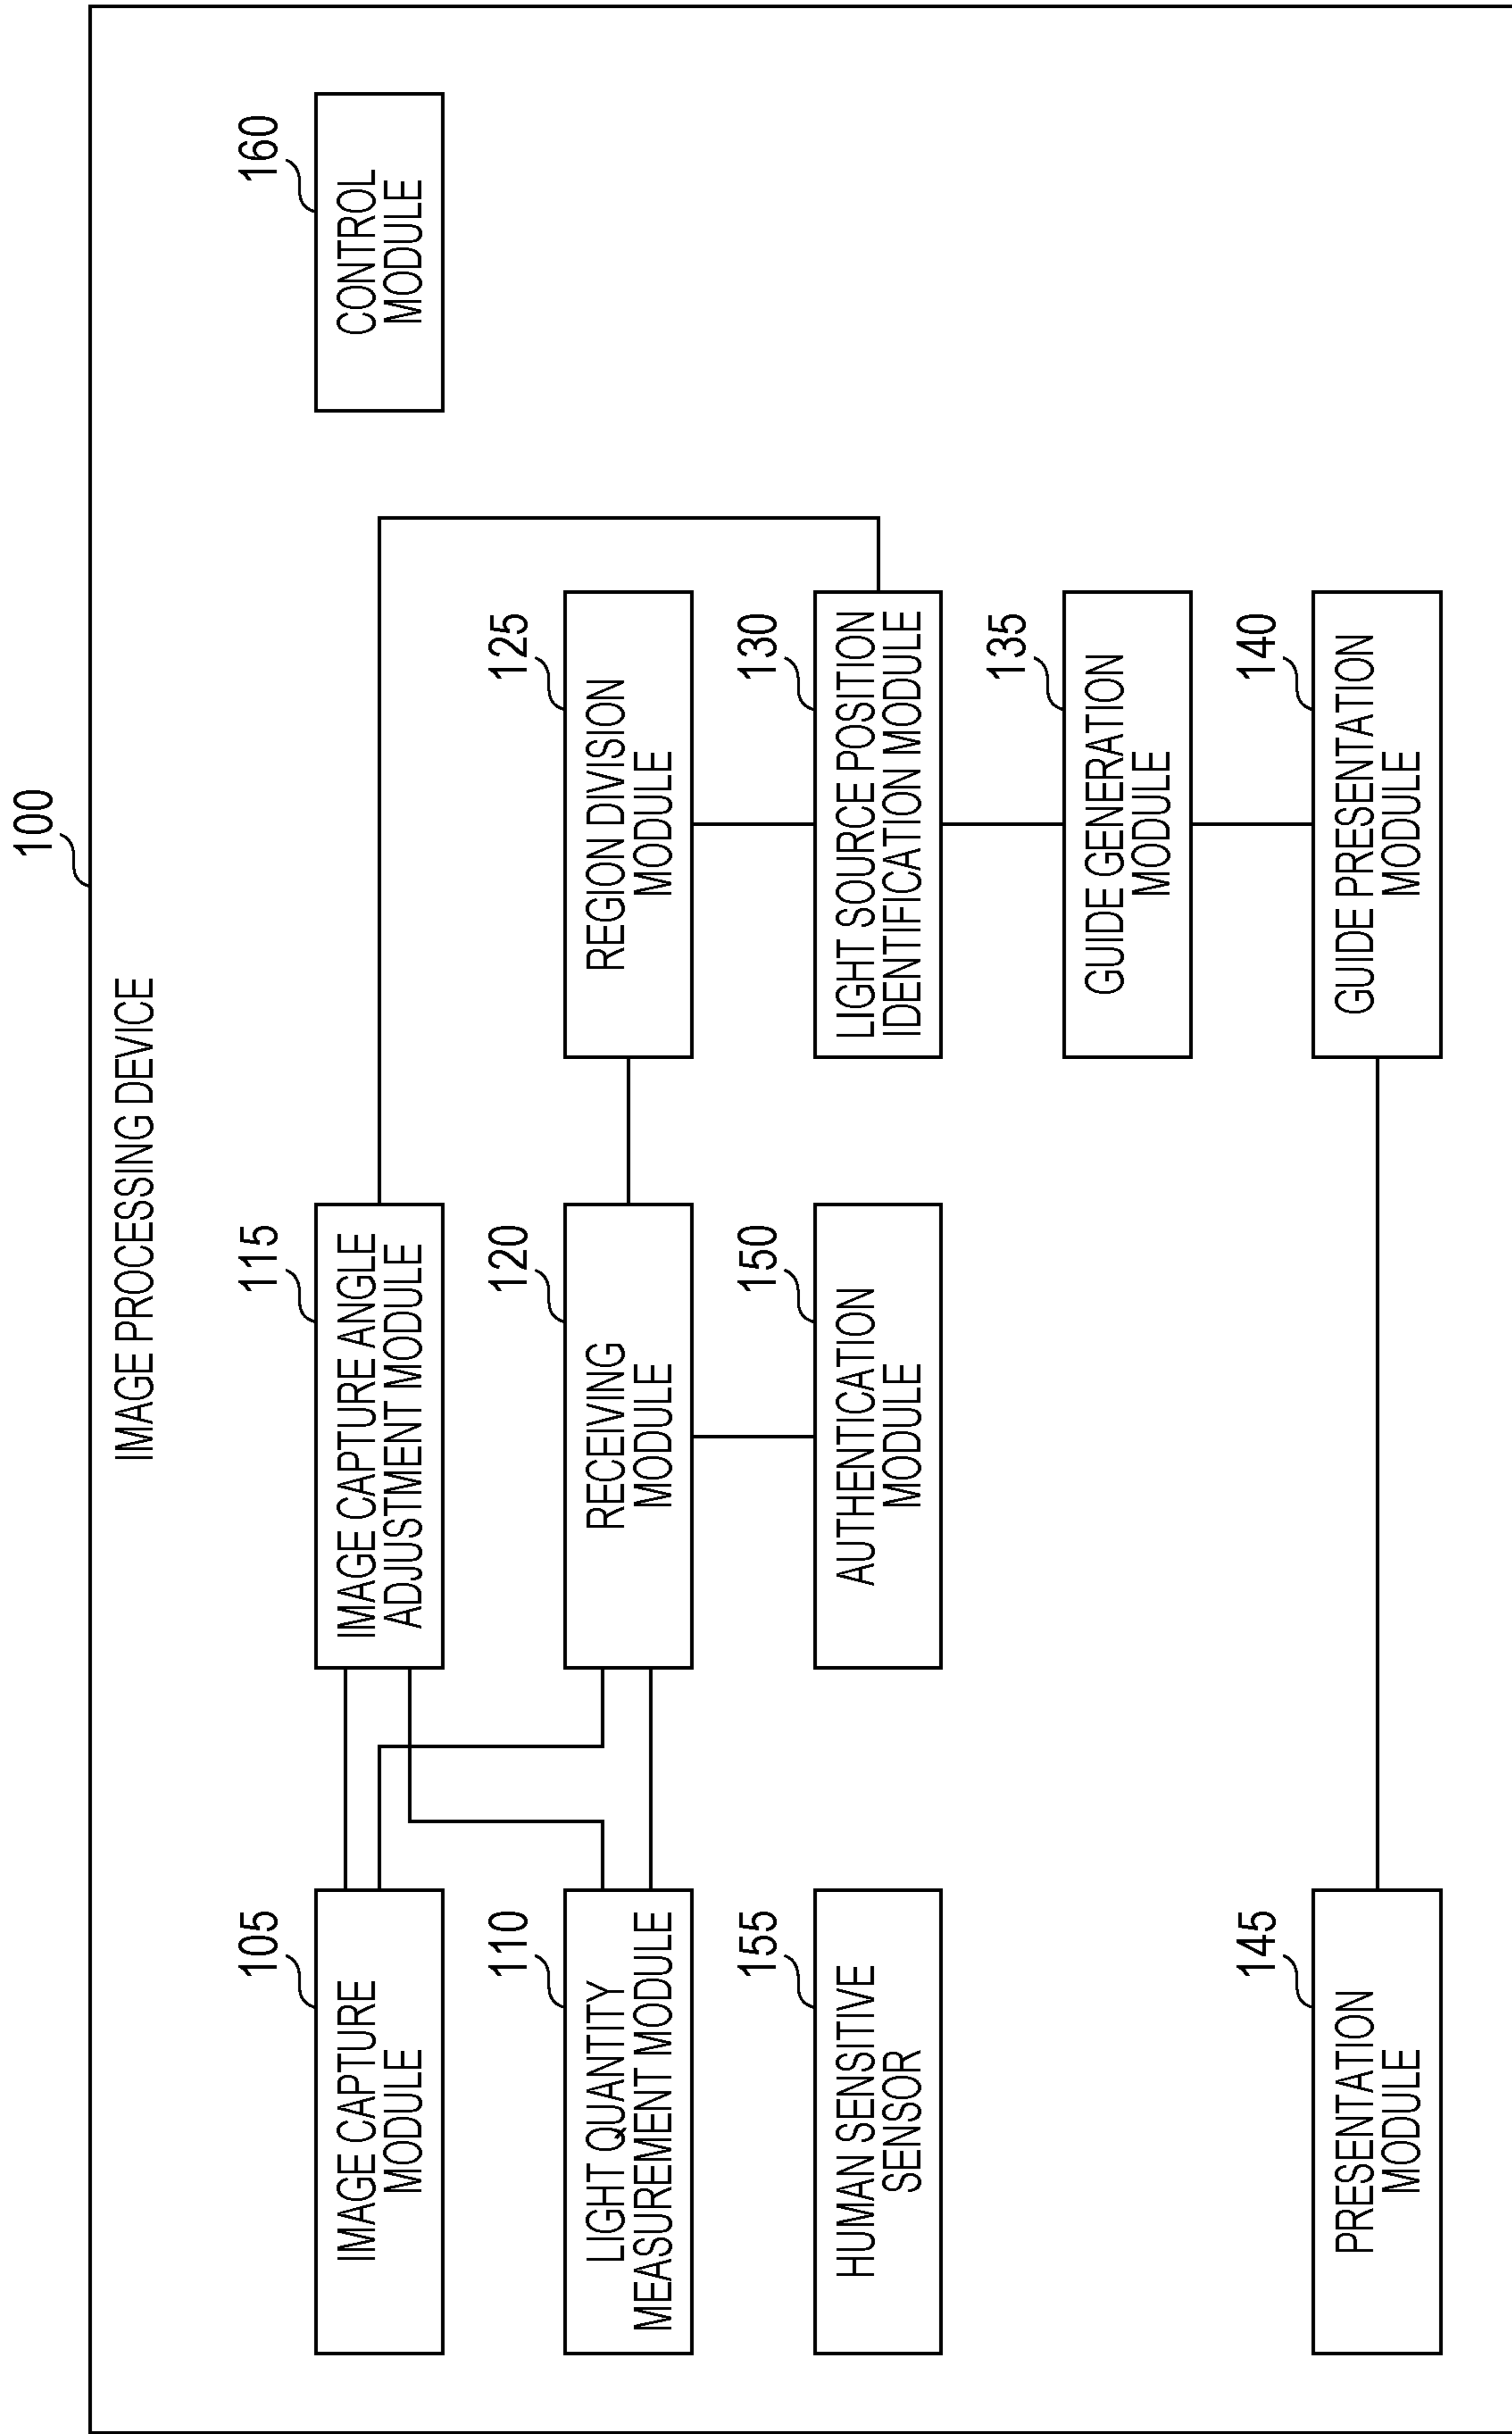 100
IMAGE PROCESSING DEVICE
105
IMAGE CAPTURE
MODULE
115
IMAGE CAPTURE ANGLE
ADJUSTMENT MODULE
160
CONTROL
MODULE
110
LIGHT QUANTITY
MEASUREMENT MODULE
120
RECEIVING
MODULE
125
REGION DIVISION
MODULE
155
HUMAN SENSITIVE
SENSOR
150
AUTHENTICATION
MODULE
130
LIGHT SOURCE POSITION
IDENTIFICATION MODULE
135
GUIDE GENERATION
MODULE
145
PRESENTATION
MODULE
140
GUIDE PRESENTATION
MODULE